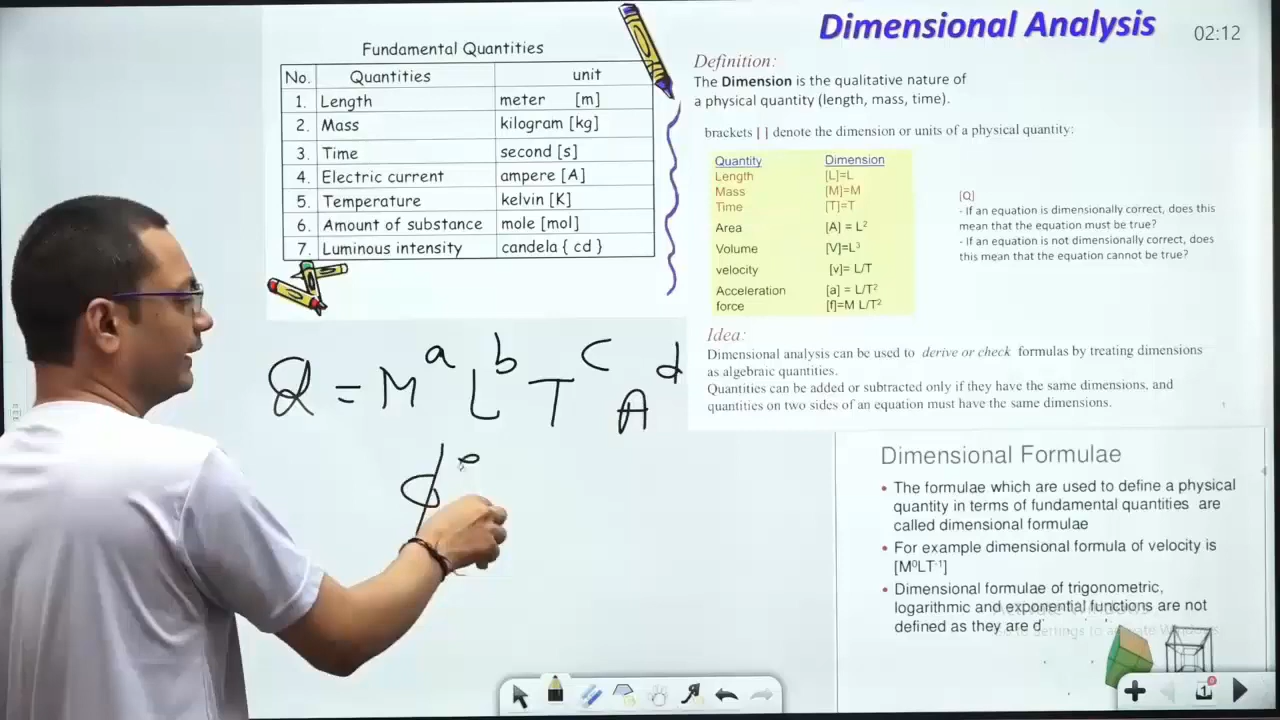 Fundamental Quantities
No. Quantities unit
1. Length meter [m]
2. Mass kilogram [kg]
3. Time second [s]
4. Electric current ampere [A]
5. Temperature kelvin [K]
6. Amount of substance mole [mol]
7. Luminous intensity candela { cd }
Q = M^a L^b T^c A^d
Dimensional Analysis
02:12
Definition:
The Dimension is the qualitative nature of
a physical quantity (length, mass, time).
brackets [ ] denote the dimension or units of a physical quantity:
Quantity Dimension
Length [L]=L
Mass [M]=M
Time [T]=T
Area [A] = L²
Volume [V]=L³
velocity [v]= L/T
Acceleration [a] = L/T²
force [f]=M L/T²
[Q]
- If an equation is dimensionally correct, does this
mean that the equation must be true?
- If an equation is not dimensionally correct, does
this mean that the equation cannot be true?
Idea:
Dimensional analysis can be used to derive or check formulas by treating dimensions
as algebraic quantities.
Quantities can be added or subtracted only if they have the same dimensions, and
quantities on two sides of an equation must have the same dimensions.
1
Dimensional Formulae
• The formulae which are used to define a physical
quantity in terms of fundamental quantities are
called dimensional formulae
• For example dimensional formula of velocity is
[M⁰LT⁻¹]
• Dimensional formulae of trigonometric,
logarithmic and exponential functions are not
defined as they are d
Activate Windows
Settings to activate Windows
1